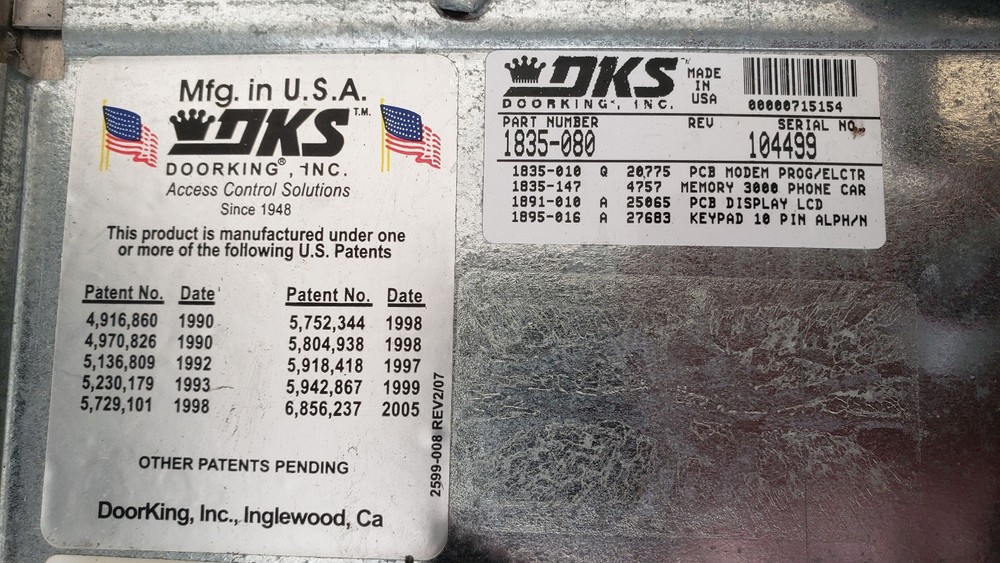 Mfg. in U.S.A.
DKS T.M.
DOORKING®, INC.
Access Control Solutions
Since 1948
This product is manufactured under one
or more of the following U.S. Patents
Patent No. Date Patent No. Date
4,916,860 1990 5,752,344 1998
4,970,826 1990 5,804,938 1998
5,136,809 1992 5,918,418 1997
5,230,179 1993 5,942,867 1999
5,729,101 1998 6,856,237 2005
OTHER PATENTS PENDING
DoorKing, Inc., Inglewood, Ca
2599-008 REV2/07
DKS™ MADE
IN
USA
DOORKING, INC.
00000715154
PART NUMBER REV SERIAL NO.
1835-080 104499
1835-010 Q 20775 PCB MODEM PROG/ELCTR
1835-147 4757 MEMORY 3000 PHONE CAR
1891-010 A 25065 PCB DISPLAY LCD
1895-016 A 27683 KEYPAD 10 PIN ALPH/N